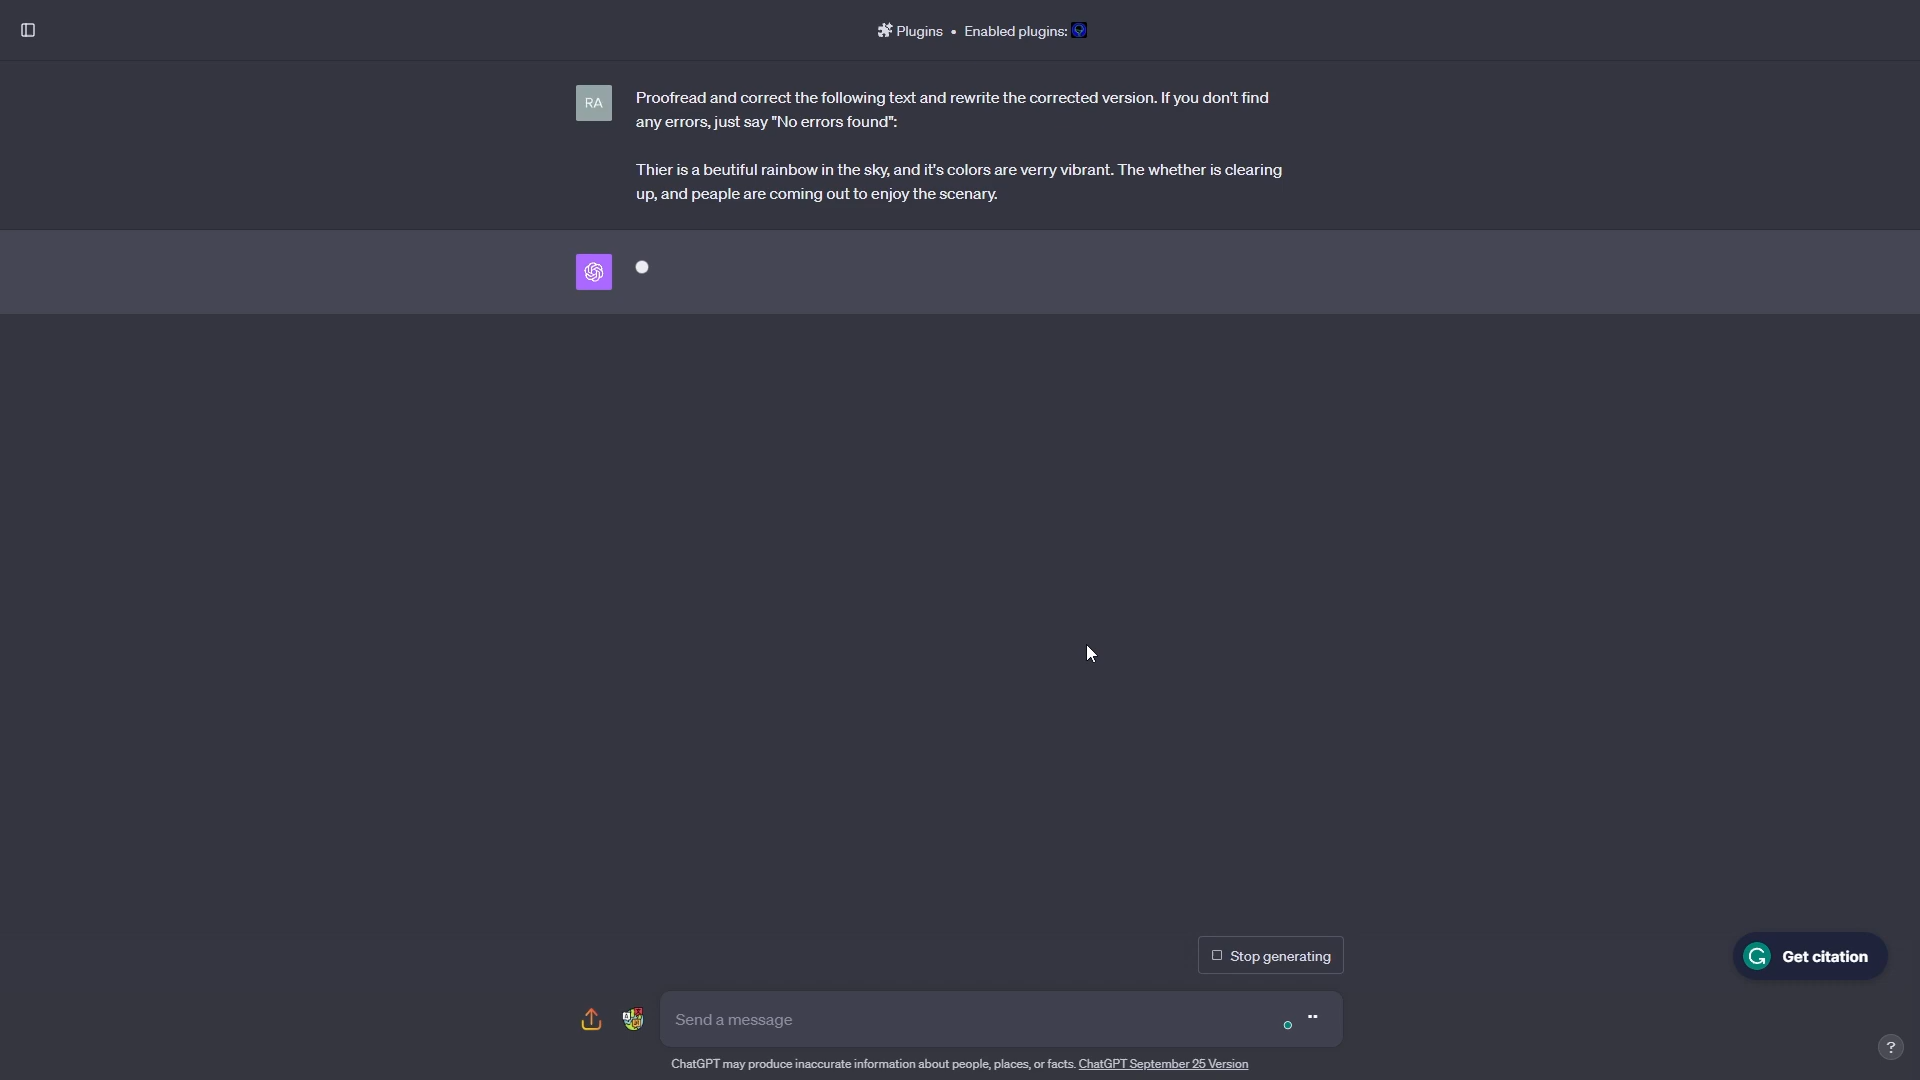 Plugins • Enabled plugins:
RA
Proofread and correct the following text and rewrite the corrected version. If you don't find
any errors, just say "No errors found":
Thier is a beutiful rainbow in the sky, and it's colors are verry vibrant. The whether is clearing
up, and peaple are coming out to enjoy the scenary.
Stop generating
G Get citation
Send a message
ChatGPT may produce inaccurate information about people, places, or facts. ChatGPT September 25 Version
?